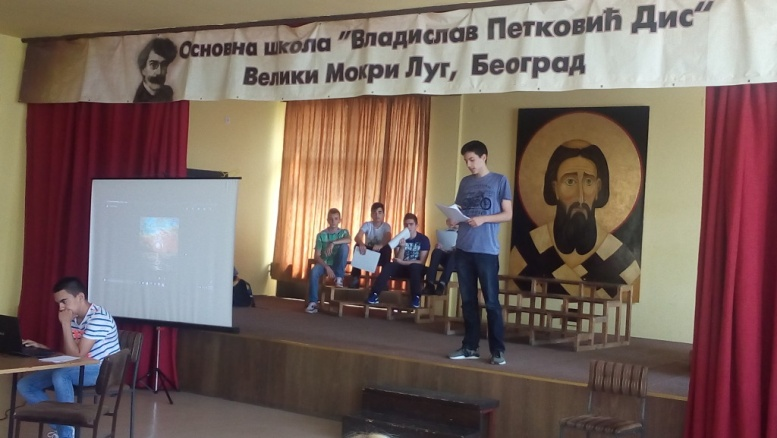 Основна школа "Владислав Петковић Дис"
Велики Мокри Луг, Београд